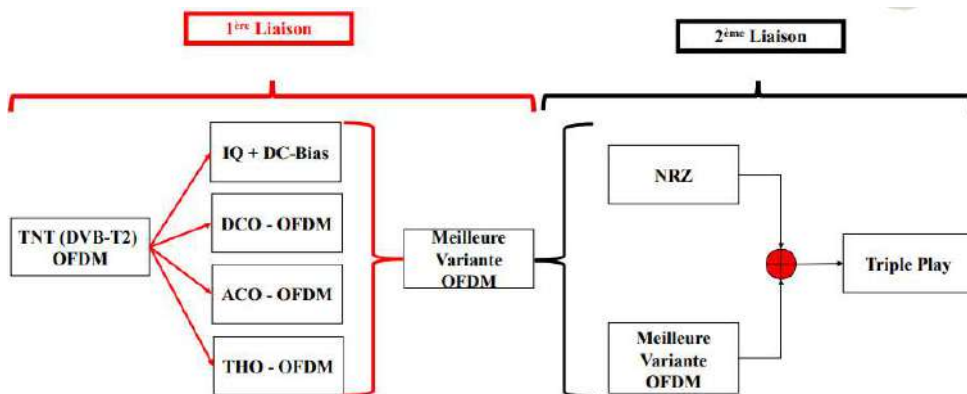 1ère Liaison
2ème Liaison
IQ + DC-Bias
DCO - OFDM
TNT (DVB-T2)
OFDM
ACO - OFDM
THO - OFDM
Meilleure
Variante
OFDM
NRZ
Meilleure
Variante
OFDM
Triple Play